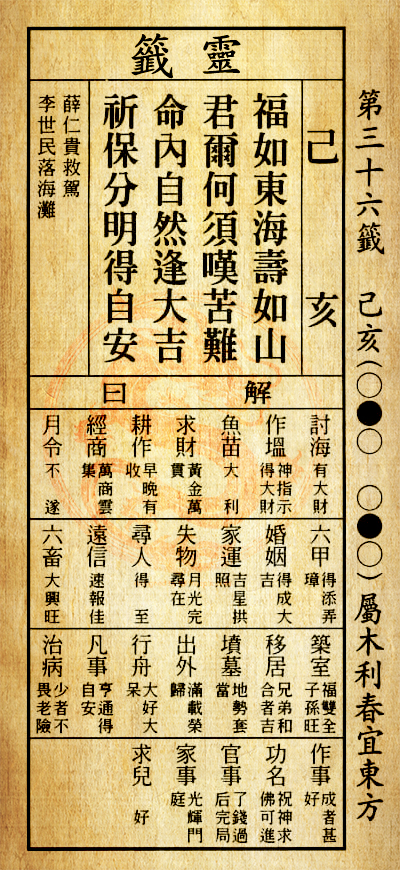 第三十六籤 己亥(○●○ ○●○)屬木利春宜東方
靈籤
己亥
福如東海壽如山
君爾何須嘆苦難
命內自然逢大吉
祈保分明得自安
薛仁貴救駕
李世民落海灘
解曰
討海 有大財
作塭 神指示得大財
魚苗 大利
求財 黃金萬貫
耕作 早晚有收
經商 萬商雲集
月令 不遂
六甲 得添弄璋
婚姻 得成大吉
家運 吉星拱照
失物 月光完尋在
尋人 得至
遠信 速報佳
六畜 大興旺
築室 福雙全子孫旺
移居 兄弟和合者吉
墳墓 地勢套當
出外 滿載榮歸
行舟 大好大呆
凡事 亨通得自安
治病 少者不畏老險
作事 成者甚好
功名 祝神求佛可進
官事 了錢過后完局
家事 光輝門庭
求兒 好